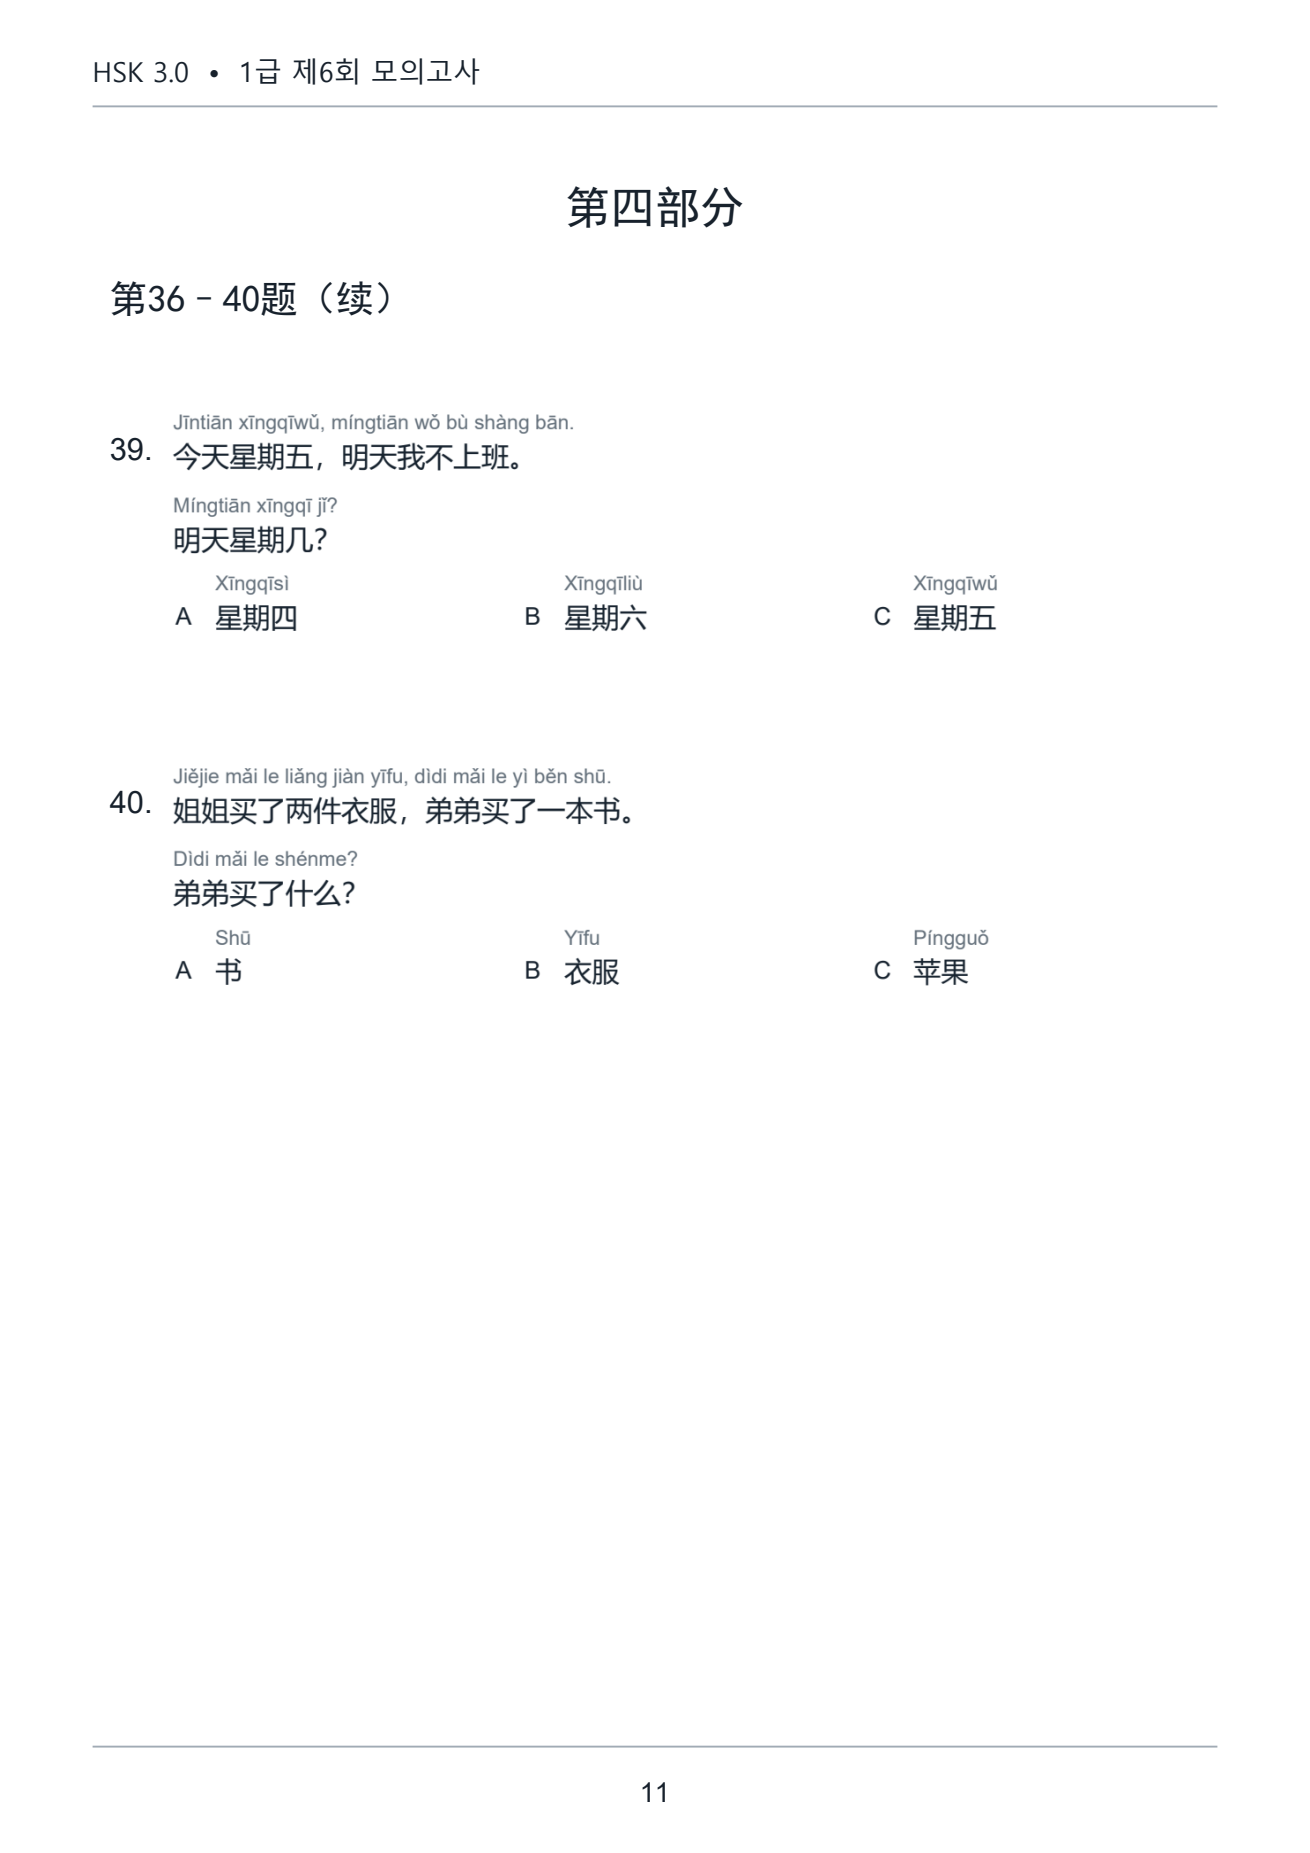 HSK 3.0 • 1급 제6회 모의고사
第四部分
第36 – 40题（续）
Jīntiān xīngqīwǔ, míngtiān wǒ bù shàng bān.
39. 今天星期五，明天我不上班。
Míngtiān xīngqī jǐ?
明天星期几？
Xīngqīsì Xīngqīliù Xīngqīwǔ
A 星期四 B 星期六 C 星期五
Jiějie mǎi le liǎng jiàn yīfu, dìdi mǎi le yì běn shū.
40. 姐姐买了两件衣服，弟弟买了一本书。
Dìdi mǎi le shénme?
弟弟买了什么？
Shū Yīfu Píngguǒ
A 书 B 衣服 C 苹果
11